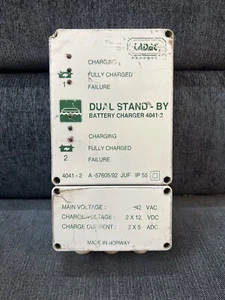 CHARGING
FULLY CHARGED
1
FAILURE
DUAL STAND-BY
BATTERY CHARGER 4041-2
CHARGING
FULLY CHARGED
2
FAILURE
4041 - 2 A -57605/92 JUF IP 55
MAIN VOLTAGE : VAC
CHARGE VOLTAGE : 2 X 12 VDC
CHARGE CURRENT : 2 X 5 ADC
MADE IN NORWAY